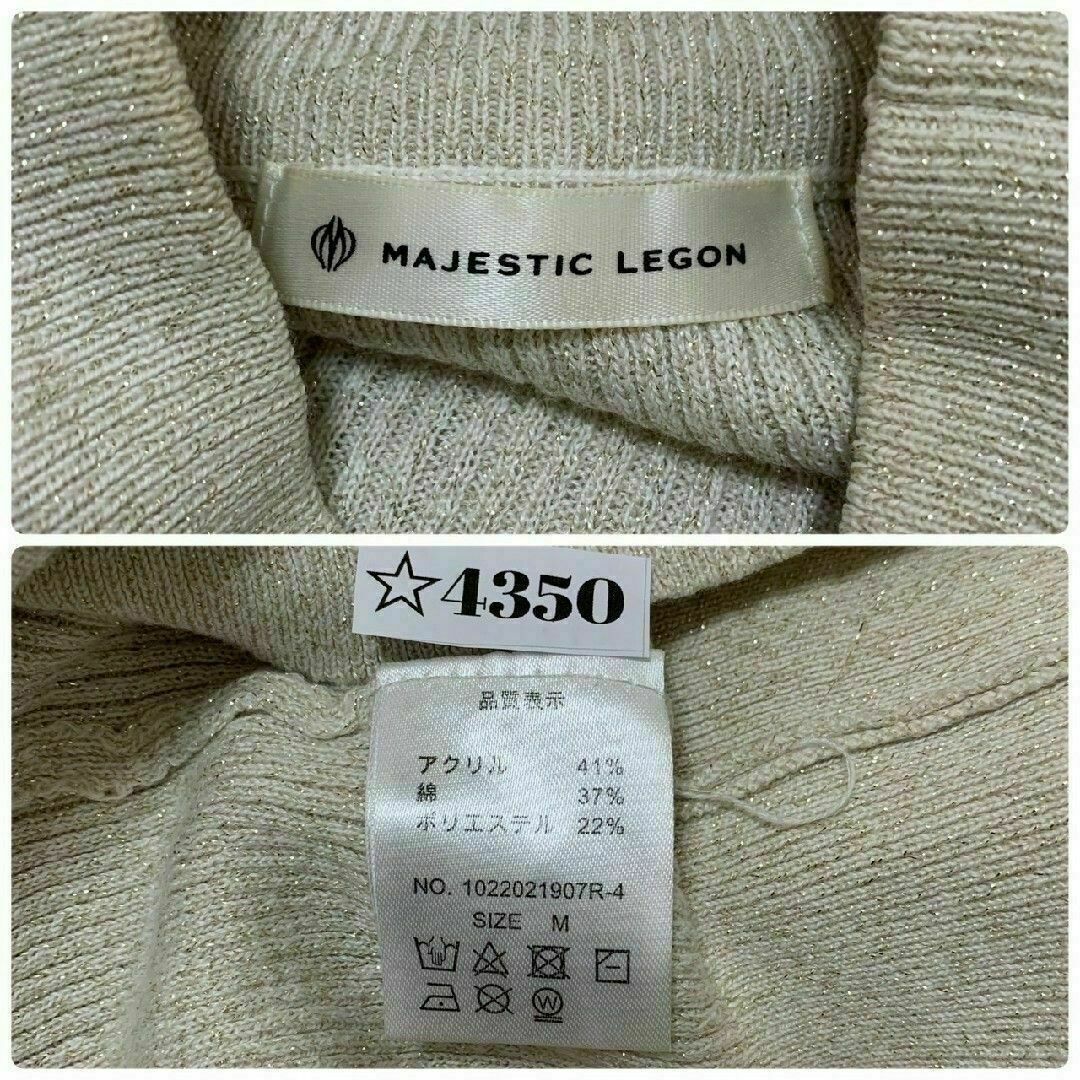 MAJESTIC LEGON
☆4350
品質表示
アクリル 41%
綿 37%
ポリエステル 22%
NO. 1022021907R-4
SIZE M
W